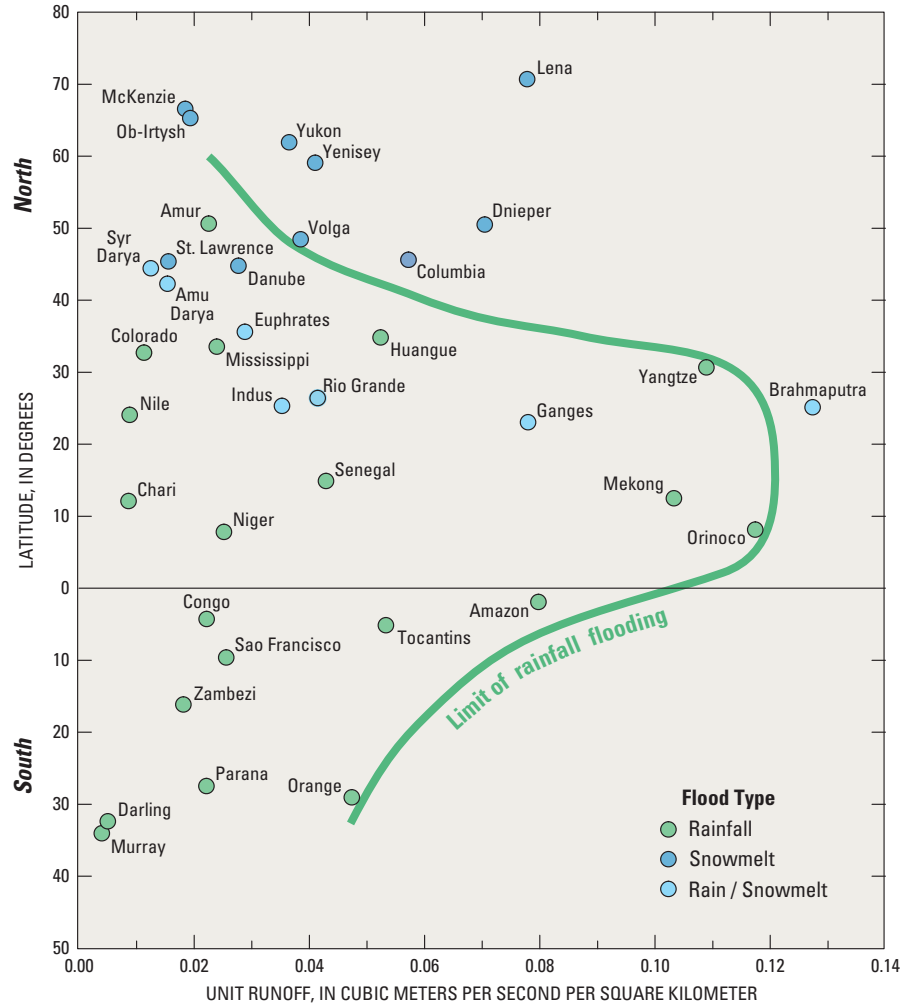 80
70
60
50
40
30
20
10
0
10
20
30
40
50
North
LATITUDE, IN DEGREES
South
Lena
McKenzie
Ob-Irtysh
Yukon
Yenisey
Amur
Volga
Dnieper
Syr
Darya
St. Lawrence
Danube
Columbia
Amu
Darya
Euphrates
Colorado
Mississippi
Huangue
Yangtze
Indus
Rio Grande
Brahmaputra
Nile
Ganges
Senegal
Chari
Mekong
Niger
Orinoco
Congo
Amazon
Tocantins
Sao Francisco
Limit of rainfall flooding
Zambezi
Parana
Orange
Darling
Murray
Flood Type
Rainfall
Snowmelt
Rain / Snowmelt
0.00 0.02 0.04 0.06 0.08 0.10 0.12 0.14
UNIT RUNOFF, IN CUBIC METERS PER SECOND PER SQUARE KILOMETER